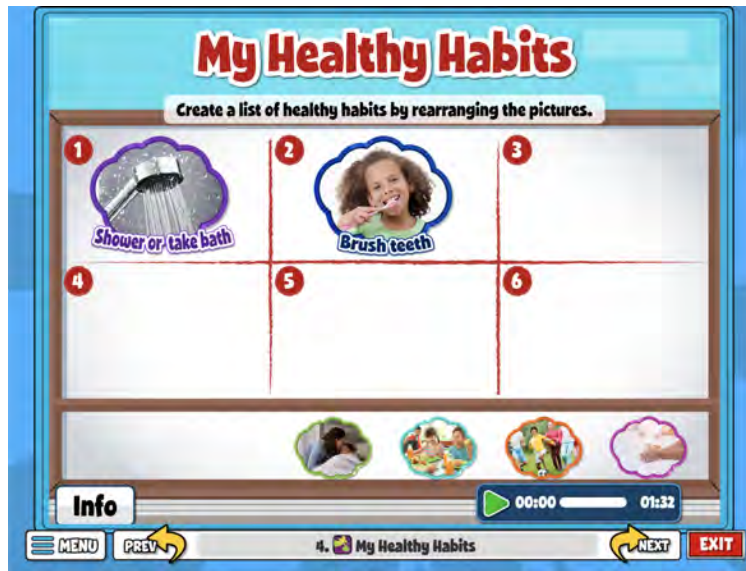 My Healthy Habits
Create a list of healthy habits by rearranging the pictures.
1
2
3
Shower or take bath
Brush teeth
4
5
6
Info
00:00
01:32
MENU
PREV
4. My Healthy Habits
NEXT
EXIT